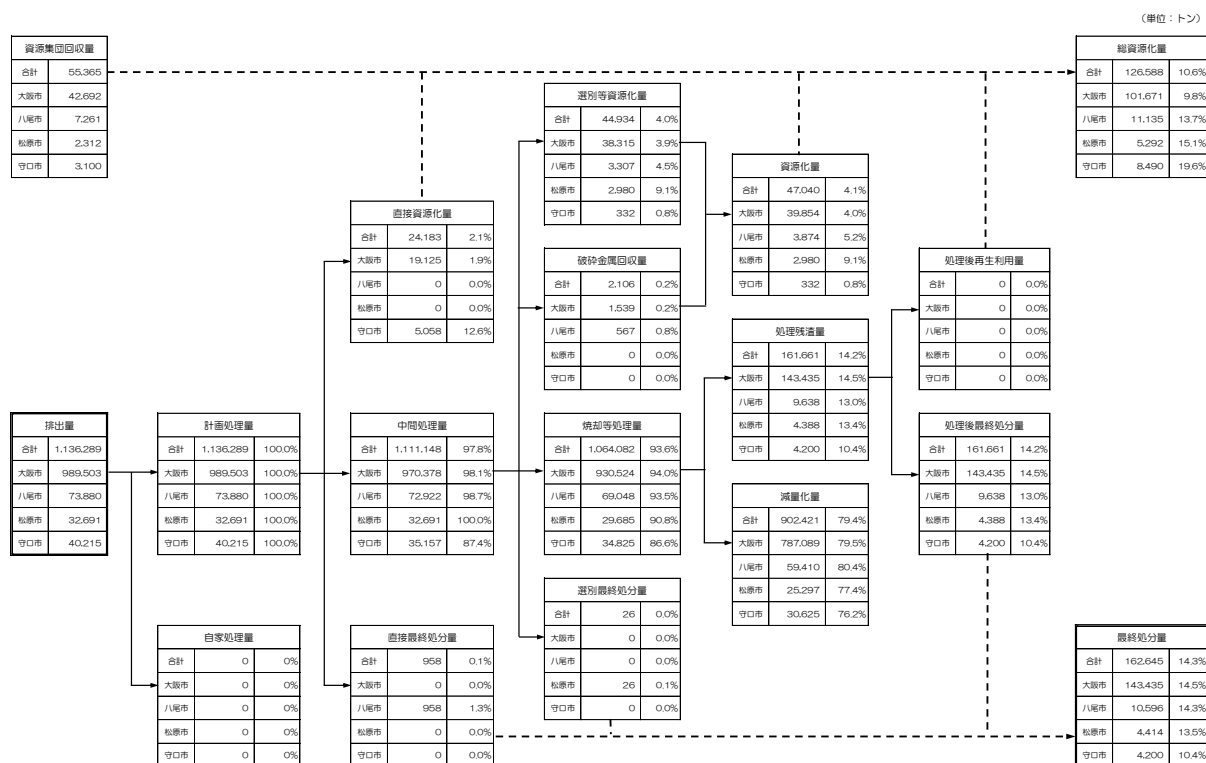 （単位：トン）
資源集団回収量
合計 55,365
大阪市 42,692
八尾市 7,261
松原市 2,312
守口市 3,100
総資源化量
合計 126,588 10.6%
大阪市 101,671 9.8%
八尾市 11,135 13.7%
松原市 5,292 15.1%
守口市 8,490 19.6%
選別等資源化量
合計 44,934 4.0%
大阪市 38,315 3.9%
八尾市 3,307 4.5%
松原市 2,980 9.1%
守口市 332 0.8%
資源化量
合計 47,040 4.1%
大阪市 39,854 4.0%
八尾市 3,874 5.2%
松原市 2,980 9.1%
守口市 332 0.8%
直接資源化量
合計 24,183 2.1%
大阪市 19,125 1.9%
八尾市 0 0.0%
松原市 0 0.0%
守口市 5,058 12.6%
破砕金属回収量
合計 2,106 0.2%
大阪市 1,539 0.2%
八尾市 567 0.8%
松原市 0 0.0%
守口市 0 0.0%
処理後再生利用量
合計 0 0.0%
大阪市 0 0.0%
八尾市 0 0.0%
松原市 0 0.0%
守口市 0 0.0%
処理残渣量
合計 161,661 14.2%
大阪市 143,435 14.5%
八尾市 9,638 13.0%
松原市 4,388 13.4%
守口市 4,200 10.4%
排出量
合計 1,136,289
大阪市 989,503
八尾市 73,880
松原市 32,691
守口市 40,215
計画処理量
合計 1,136,289 100.0%
大阪市 989,503 100.0%
八尾市 73,880 100.0%
松原市 32,691 100.0%
守口市 40,215 100.0%
中間処理量
合計 1,111,148 97.8%
大阪市 970,378 98.1%
八尾市 72,922 98.7%
松原市 32,691 100.0%
守口市 35,157 87.4%
焼却等処理量
合計 1,064,082 93.6%
大阪市 930,524 94.0%
八尾市 69,048 93.5%
松原市 29,685 90.8%
守口市 34,825 86.6%
処理後最終処分量
合計 161,661 14.2%
大阪市 143,435 14.5%
八尾市 9,638 13.0%
松原市 4,388 13.4%
守口市 4,200 10.4%
減量化量
合計 902,421 79.4%
大阪市 787,089 79.5%
八尾市 59,410 80.4%
松原市 25,297 77.4%
守口市 30,625 76.2%
選別最終処分量
合計 26 0.0%
大阪市 0 0.0%
八尾市 0 0.0%
松原市 26 0.1%
守口市 0 0.0%
自家処理量
合計 0 0%
大阪市 0 0%
八尾市 0 0%
松原市 0 0%
守口市 0 0%
直接最終処分量
合計 958 0.1%
大阪市 0 0.0%
八尾市 958 1.3%
松原市 0 0.0%
守口市 0 0.0%
最終処分量
合計 162,645 14.3%
大阪市 143,435 14.5%
八尾市 10,596 14.3%
松原市 4,414 13.5%
守口市 4,200 10.4%